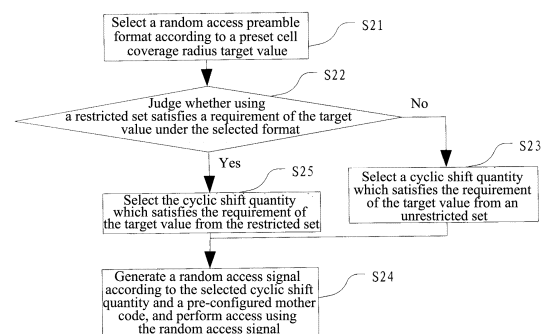 Select a random access preamble
format according to a preset cell
coverage radius target value
S21
S22
Judge whether using
a restricted set satisfies a requirement of the target
value under the selected format
No
Yes
S23
Select a cyclic shift quantity
which satisfies the requirement
of the target value from an
unrestricted set
S25
Select the cyclic shift quantity
which satisfies the requirement of
the target value from the restricted set
Generate a random access signal
according to the selected cyclic shift
quantity and a pre-configured mother
code, and perform access using
the random access signal
S24